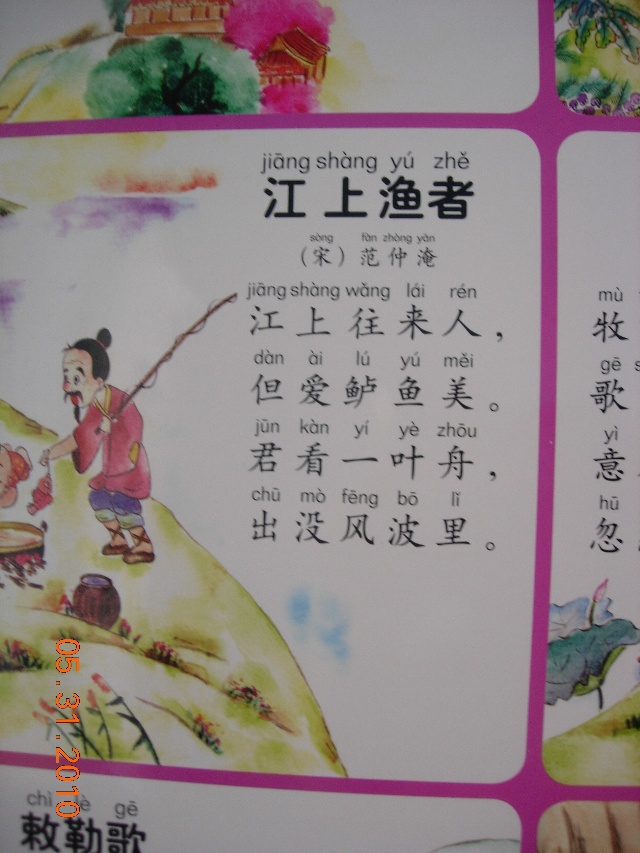 jiāng shàng yú zhě
江上渔者
sòng fàn zhòng yān
（宋）范仲淹
jiāng shàng wǎng lái rén
江上往来人，
dàn ài lú yú měi
但爱鲈鱼美。
jūn kàn yí yè zhōu
君看一叶舟，
chū mò fēng bō lǐ
出没风波里。
mù
牧
gē
歌
yì
意
hū
忽
05.31.2010
chì lè gē
敕勒歌